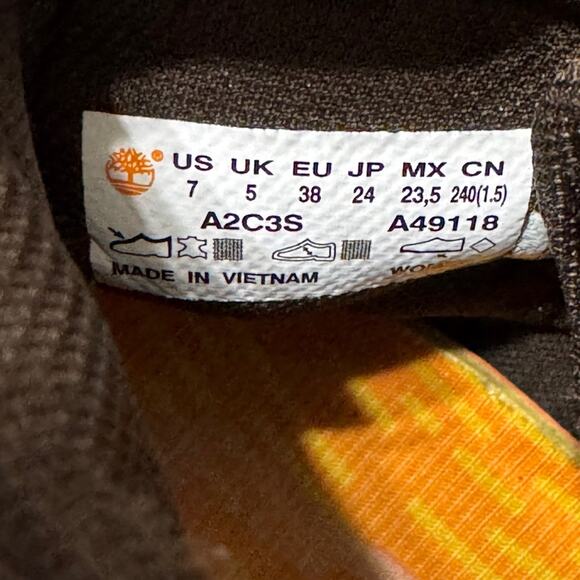 ® US UK EU JP MX CN
7 5 38 24 23,5 240(1.5)
A2C3S A49118
MADE IN VIETNAM